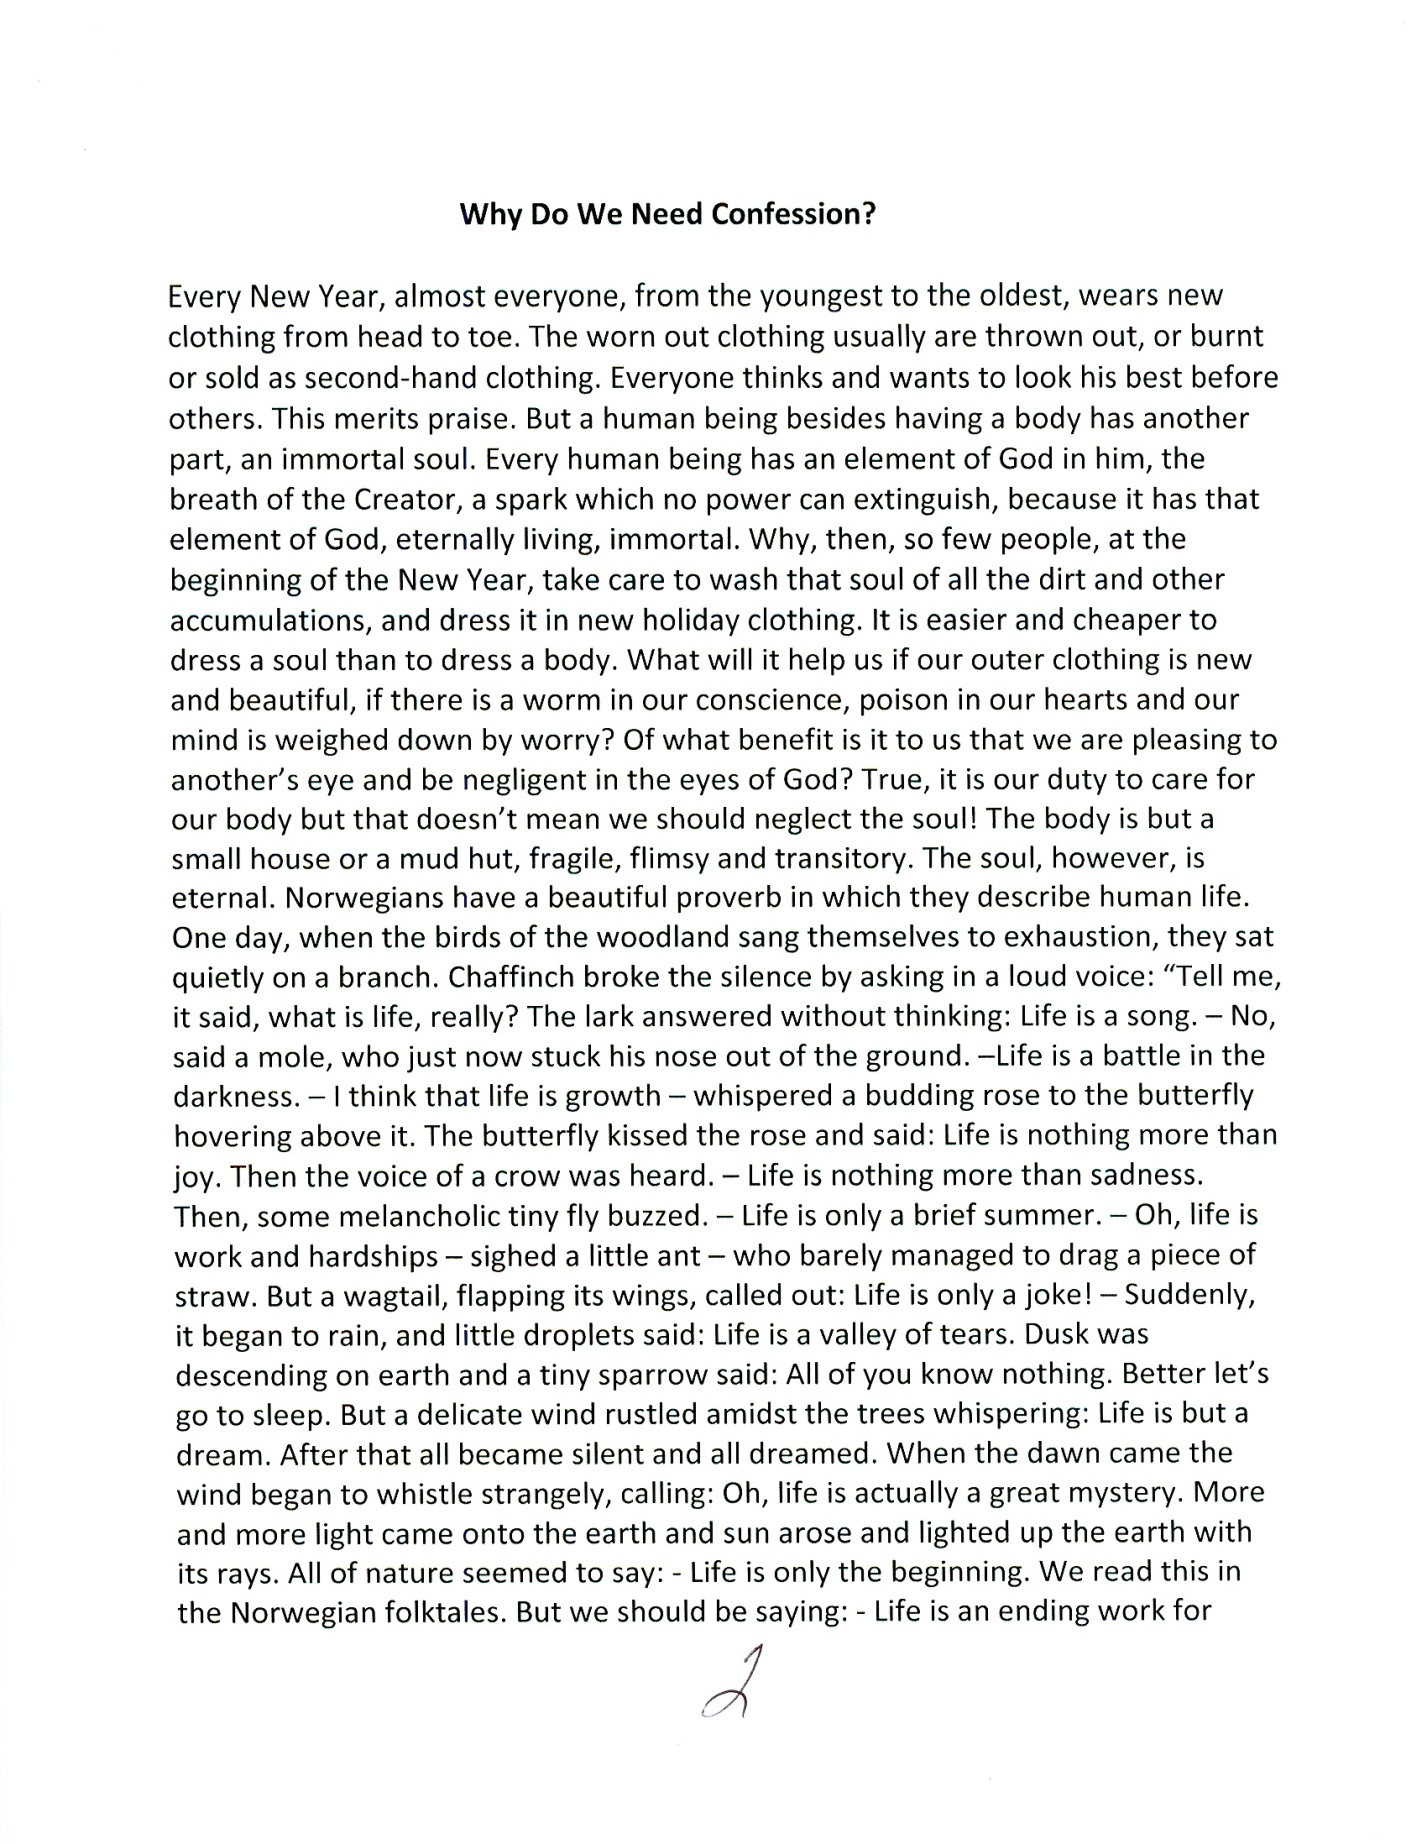 Why Do We Need Confession?
Every New Year, almost everyone, from the youngest to the oldest, wears new
clothing from head to toe. The worn out clothing usually are thrown out, or burnt
or sold as second-hand clothing. Everyone thinks and wants to look his best before
others. This merits praise. But a human being besides having a body has another
part, an immortal soul. Every human being has an element of God in him, the
breath of the Creator, a spark which no power can extinguish, because it has that
element of God, eternally living, immortal. Why, then, so few people, at the
beginning of the New Year, take care to wash that soul of all the dirt and other
accumulations, and dress it in new holiday clothing. It is easier and cheaper to
dress a soul than to dress a body. What will it help us if our outer clothing is new
and beautiful, if there is a worm in our conscience, poison in our hearts and our
mind is weighed down by worry? Of what benefit is it to us that we are pleasing to
another’s eye and be negligent in the eyes of God? True, it is our duty to care for
our body but that doesn’t mean we should neglect the soul! The body is but a
small house or a mud hut, fragile, flimsy and transitory. The soul, however, is
eternal. Norwegians have a beautiful proverb in which they describe human life.
One day, when the birds of the woodland sang themselves to exhaustion, they sat
quietly on a branch. Chaffinch broke the silence by asking in a loud voice: “Tell me,
it said, what is life, really? The lark answered without thinking: Life is a song. – No,
said a mole, who just now stuck his nose out of the ground. –Life is a battle in the
darkness. – I think that life is growth – whispered a budding rose to the butterfly
hovering above it. The butterfly kissed the rose and said: Life is nothing more than
joy. Then the voice of a crow was heard. – Life is nothing more than sadness.
Then, some melancholic tiny fly buzzed. – Life is only a brief summer. – Oh, life is
work and hardships – sighed a little ant – who barely managed to drag a piece of
straw. But a wagtail, flapping its wings, called out: Life is only a joke! – Suddenly,
it began to rain, and little droplets said: Life is a valley of tears. Dusk was
descending on earth and a tiny sparrow said: All of you know nothing. Better let’s
go to sleep. But a delicate wind rustled amidst the trees whispering: Life is but a
dream. After that all became silent and all dreamed. When the dawn came the
wind began to whistle strangely, calling: Oh, life is actually a great mystery. More
and more light came onto the earth and sun arose and lighted up the earth with
its rays. All of nature seemed to say: - Life is only the beginning. We read this in
the Norwegian folktales. But we should be saying: - Life is an ending work for
2